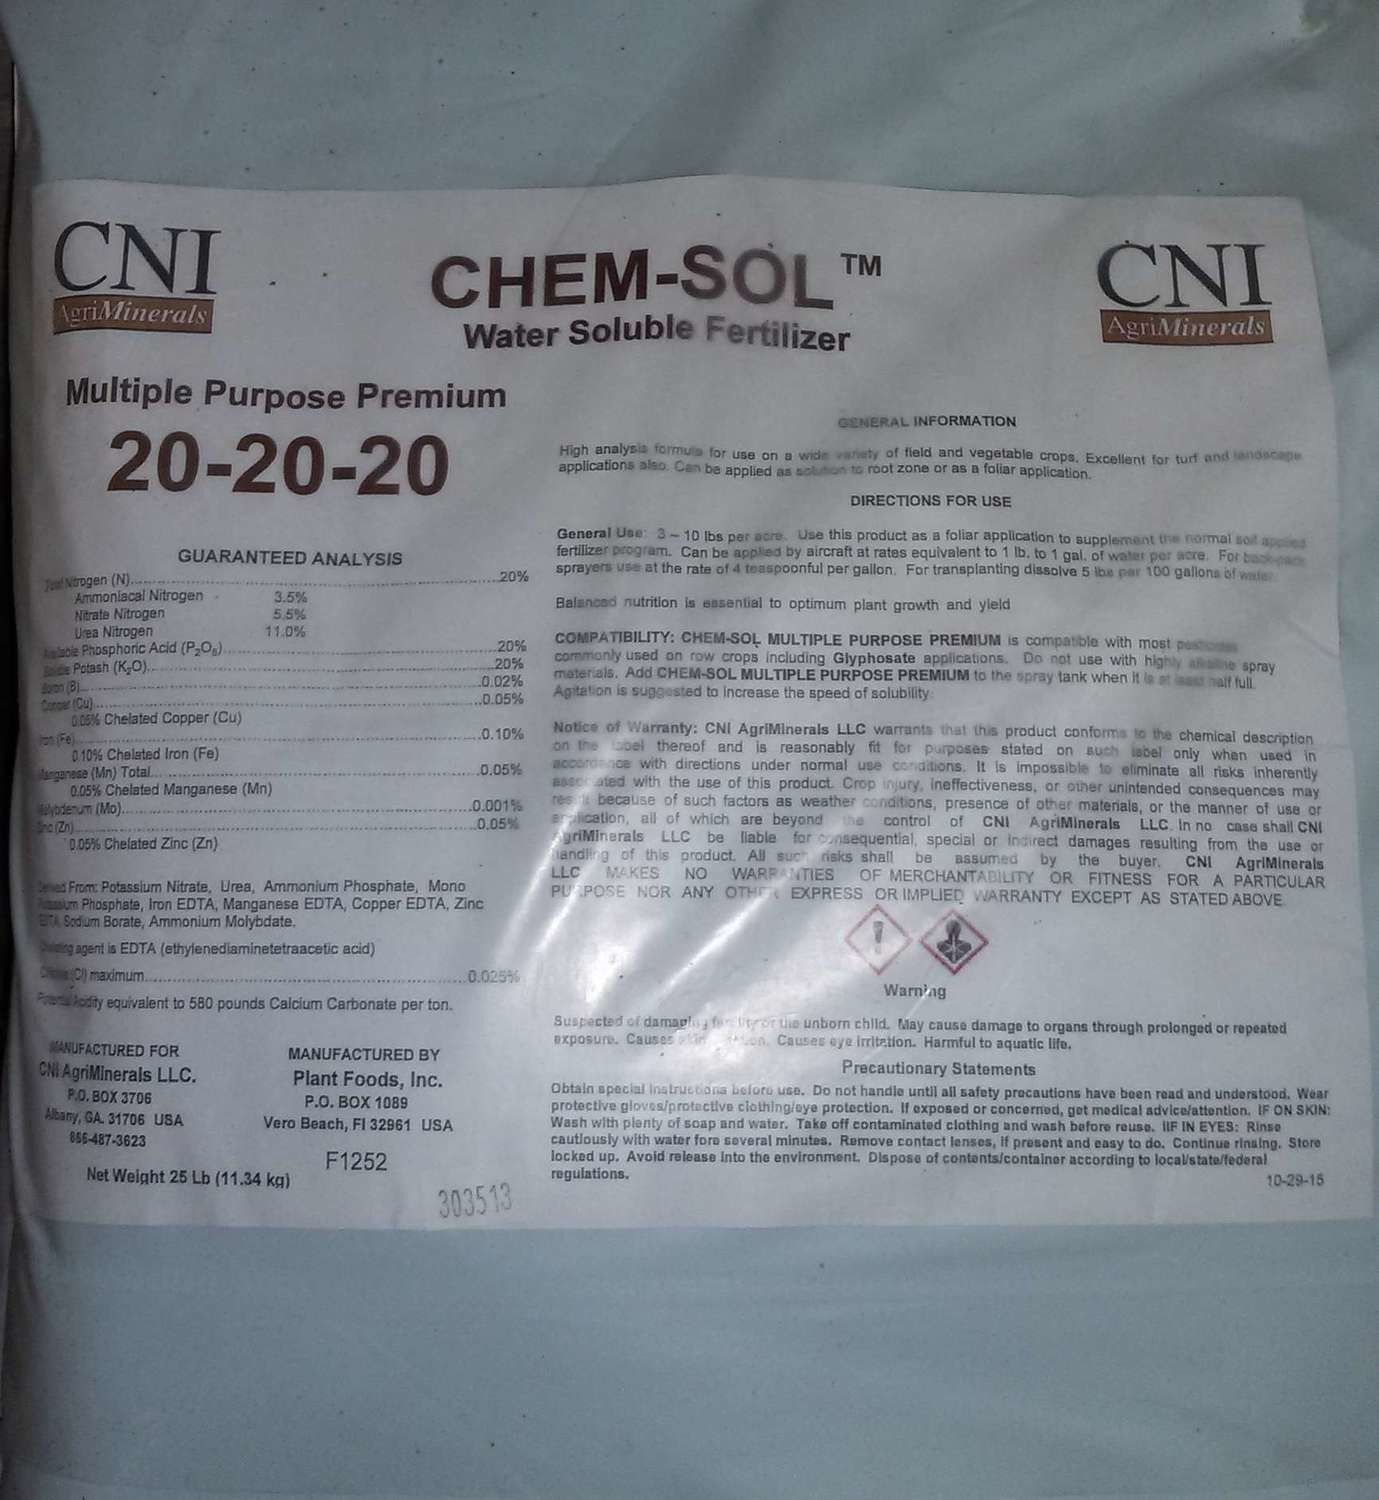 CNI
AgriMinerals
CHEM-SOL™
Water Soluble Fertilizer
CNI
AgriMinerals
Multiple Purpose Premium
20-20-20
GUARANTEED ANALYSIS
Nitrogen (N)...20%
Ammoniacal Nitrogen 3.5%
Nitrate Nitrogen 5.5%
Urea Nitrogen 11.0%
Phosphoric Acid (P₂O₅)...20%
Potash (K₂O)...20%
(B)...0.02%
(Cu)...0.05%
0.05% Chelated Copper (Cu)
(Fe)...0.10%
0.10% Chelated Iron (Fe)
Manganese (Mn) Total...0.05%
0.05% Chelated Manganese (Mn)
Molybdenum (Mo)...0.001%
(Zn)...0.05%
0.05% Chelated Zinc (Zn)
From: Potassium Nitrate, Urea, Ammonium Phosphate, Mono
Phosphate, Iron EDTA, Manganese EDTA, Copper EDTA, Zinc
EDTA Sodium Borate, Ammonium Molybdate.
agent is EDTA (ethylenediaminetetraacetic acid)
(Cl) maximum...0.025%
Acidity equivalent to 580 pounds Calcium Carbonate per ton.
MANUFACTURED FOR
CNI AgriMinerals LLC.
P.O. BOX 3706
Albany, GA. 31706 USA
866-487-3623
MANUFACTURED BY
Plant Foods, Inc.
P.O. BOX 1089
Vero Beach, Fl 32961 USA
F1252
Net Weight 25 Lb (11.34 kg)
303513
GENERAL INFORMATION
High analysis formula for use on a wide variety of field and vegetable crops. Excellent for turf and landscape
applications also. Can be applied as solution to root zone or as a foliar application.
DIRECTIONS FOR USE
General Use: 3 – 10 lbs per acre. Use this product as a foliar application to supplement the normal soil applied
fertilizer program. Can be applied by aircraft at rates equivalent to 1 lb. to 1 gal. of water per acre. For back-pack
sprayers use at the rate of 4 teaspoonful per gallon. For transplanting dissolve 5 lbs per 100 gallons of water.
Balanced nutrition is essential to optimum plant growth and yield
COMPATIBILITY: CHEM-SOL MULTIPLE PURPOSE PREMIUM is compatible with most pesticides
commonly used on row crops including Glyphosate applications. Do not use with highly alkaline spray
materials. Add CHEM-SOL MULTIPLE PURPOSE PREMIUM to the spray tank when it is at least half full.
Agitation is suggested to increase the speed of solubility.
Notice of Warranty: CNI AgriMinerals LLC warrants that this product conforms to the chemical description
on the label thereof and is reasonably fit for purposes stated on such label only when used in
accordance with directions under normal use conditions. It is impossible to eliminate all risks inherently
associated with the use of this product. Crop injury, ineffectiveness, or other unintended consequences may
result because of such factors as weather conditions, presence of other materials, or the manner of use or
application, all of which are beyond the control of CNI AgriMinerals LLC. In no case shall CNI
AgriMinerals LLC be liable for consequential, special or indirect damages resulting from the use or
handling of this product. All such risks shall be assumed by the buyer. CNI AgriMinerals
LLC MAKES NO WARRANTIES OF MERCHANTABILITY OR FITNESS FOR A PARTICULAR
PURPOSE NOR ANY OTHER EXPRESS OR IMPLIED WARRANTY EXCEPT AS STATED ABOVE.
Warning
Suspected of damaging fertility or the unborn child. May cause damage to organs through prolonged or repeated
exposure. Causes skin irritation. Causes eye irritation. Harmful to aquatic life.
Precautionary Statements
Obtain special instructions before use. Do not handle until all safety precautions have been read and understood. Wear
protective gloves/protective clothing/eye protection. If exposed or concerned, get medical advice/attention. IF ON SKIN:
Wash with plenty of soap and water. Take off contaminated clothing and wash before reuse. IIF IN EYES: Rinse
cautiously with water fore several minutes. Remove contact lenses, if present and easy to do. Continue rinsing. Store
locked up. Avoid release into the environment. Dispose of contents/container according to local/state/federal
regulations.
10-29-15